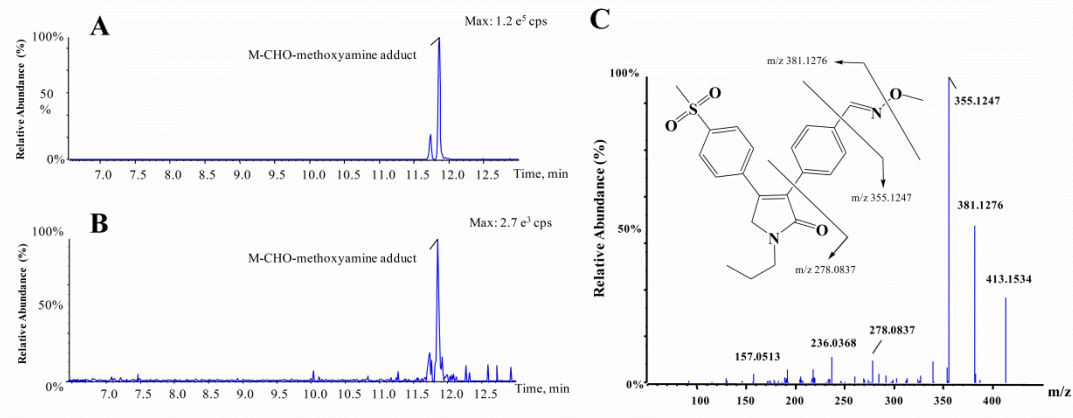 A
Max: 1.2 e5 cps
M-CHO-methoxyamine adduct
Relative Abundance (%)
100%
50
%
0%
7.0 7.5 8.0 8.5 9.0 9.5 10.0 10.5 11.0 11.5 12.0 12.5 Time, min
B
Max: 2.7 e3 cps
M-CHO-methoxyamine adduct
Relative Abundance (%)
100%
50%
0%
7.0 7.5 8.0 8.5 9.0 9.5 10.0 10.5 11.0 11.5 12.0 12.5 Time, min
C
m/z 381.1276
m/z 355.1247
m/z 278.0837
O
S
O
N
O
N
O
Relative Abundance (%)
100%
50%
0%
355.1247
381.1276
413.1534
278.0837
236.0368
157.0513
100 150 200 250 300 350 400 m/z